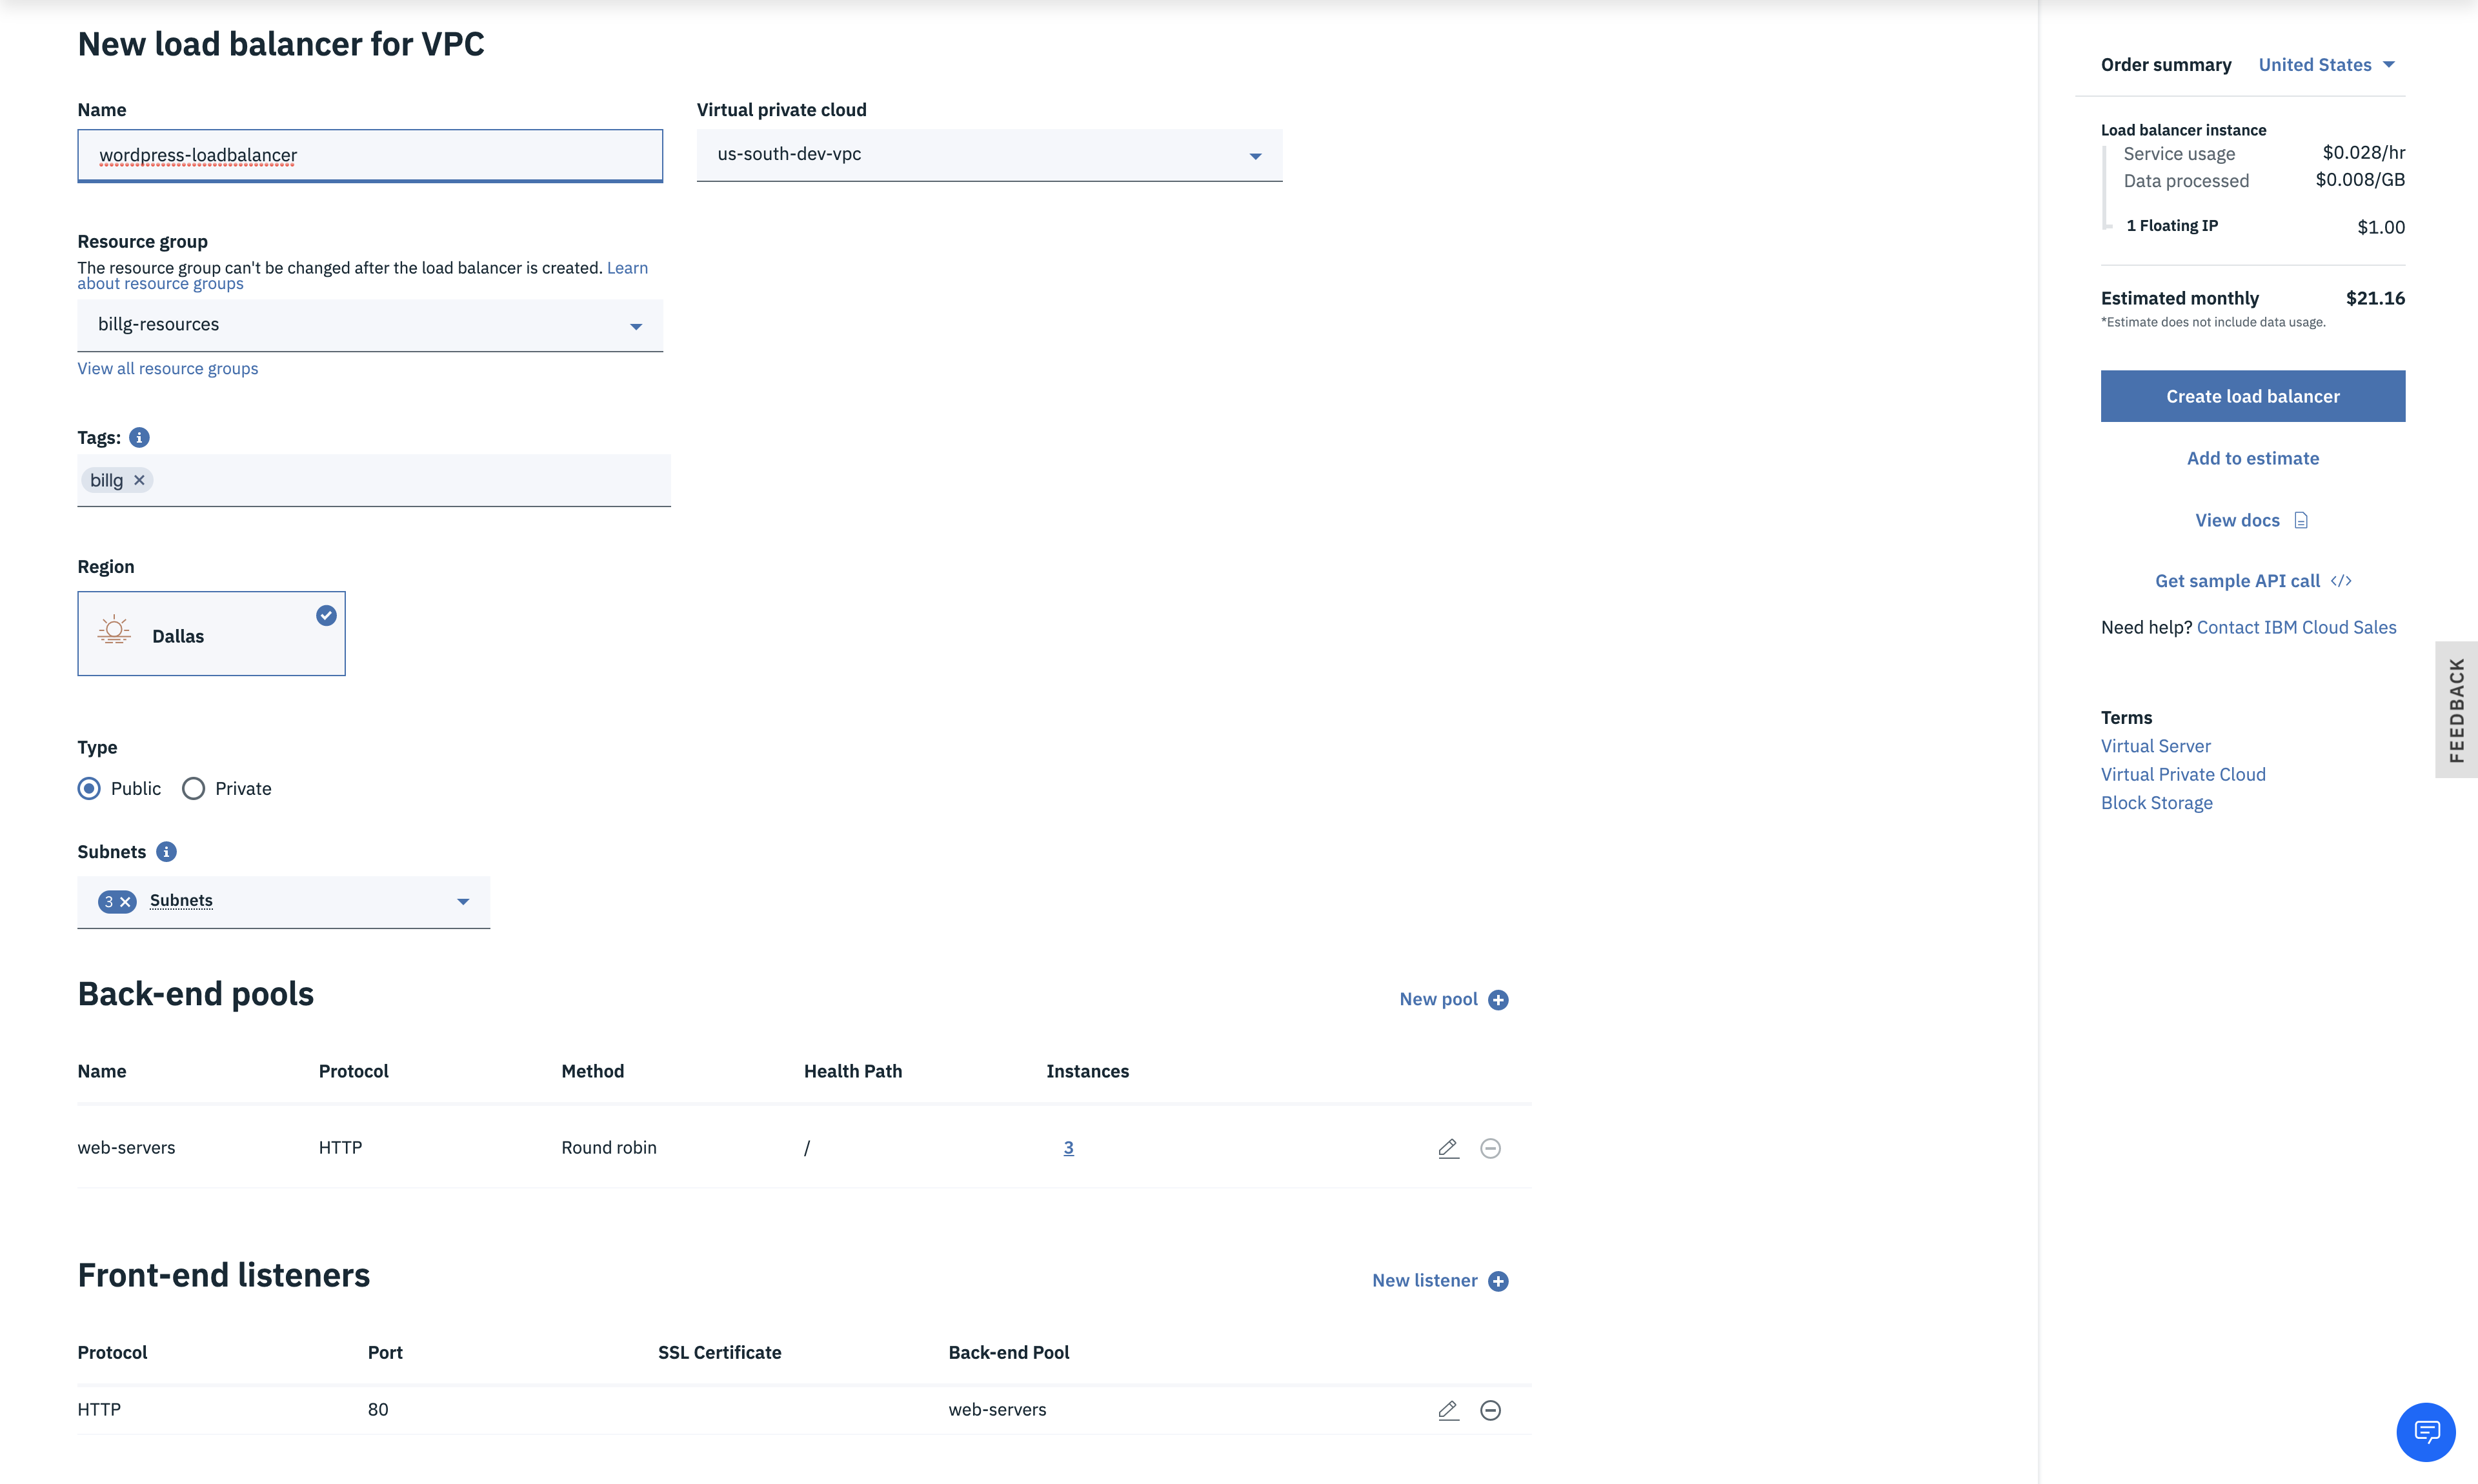 New load balancer for VPC
Name
wordpress-loadbalancer
Virtual private cloud
us-south-dev-vpc
Resource group
The resource group can't be changed after the load balancer is created. Learn
about resource groups
billg-resources
View all resource groups
Tags:
billg
Region
Dallas
Type
Public Private
Subnets
3 Subnets
Back-end pools
New pool
Name Protocol Method Health Path Instances
web-servers HTTP Round robin / 3
Front-end listeners
New listener
Protocol Port SSL Certificate Back-end Pool
HTTP 80 web-servers
Order summary United States
Load balancer instance
Service usage $0.028/hr
Data processed $0.008/GB
1 Floating IP $1.00
Estimated monthly $21.16
*Estimate does not include data usage.
Create load balancer
Add to estimate
View docs
Get sample API call </>
Need help? Contact IBM Cloud Sales
Terms
Virtual Server
Virtual Private Cloud
Block Storage
FEEDBACK